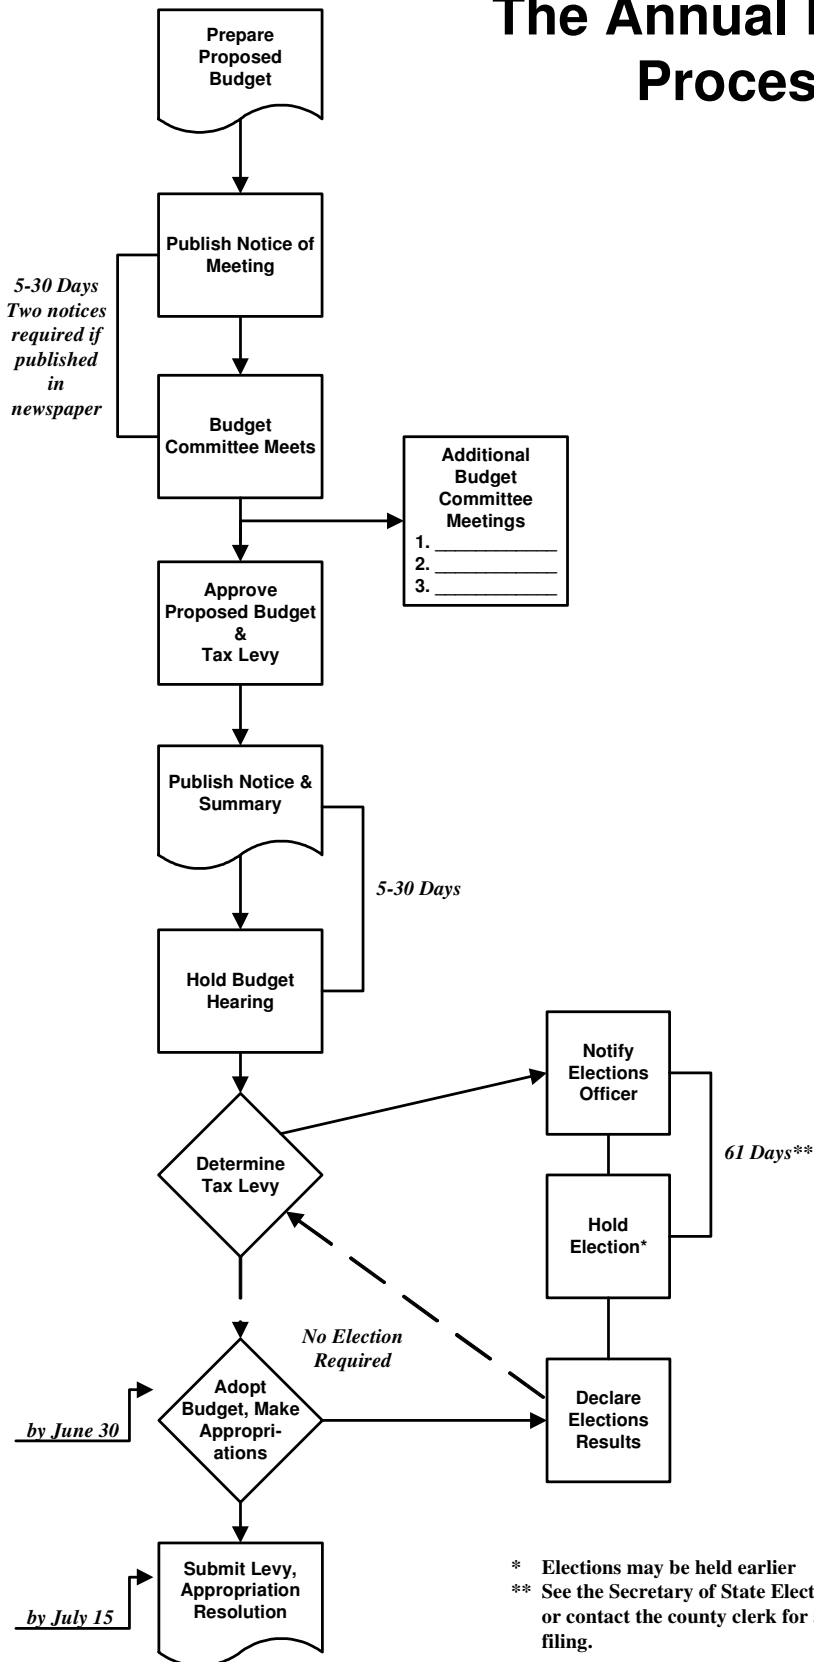 The Annual
Proces
Prepare
Proposed
Budget
Publish Notice of
Meeting
5-30 Days
Two notices
required if
published
in
newspaper
Budget
Committee Meets
Additional
Budget
Committee
Meetings
1. ____________
2. ____________
3. ____________
Approve
Proposed Budget
&
Tax Levy
Publish Notice &
Summary
5-30 Days
Hold Budget
Hearing
Notify
Elections
Officer
61 Days**
Determine
Tax Levy
Hold
Election*
No Election
Required
Adopt
Budget, Make
Appropri-
ations
by June 30
Declare
Elections
Results
Submit Levy,
Appropriation
Resolution
by July 15
* Elections may be held earlier
** See the Secretary of State Elect
or contact the county clerk for
filing.